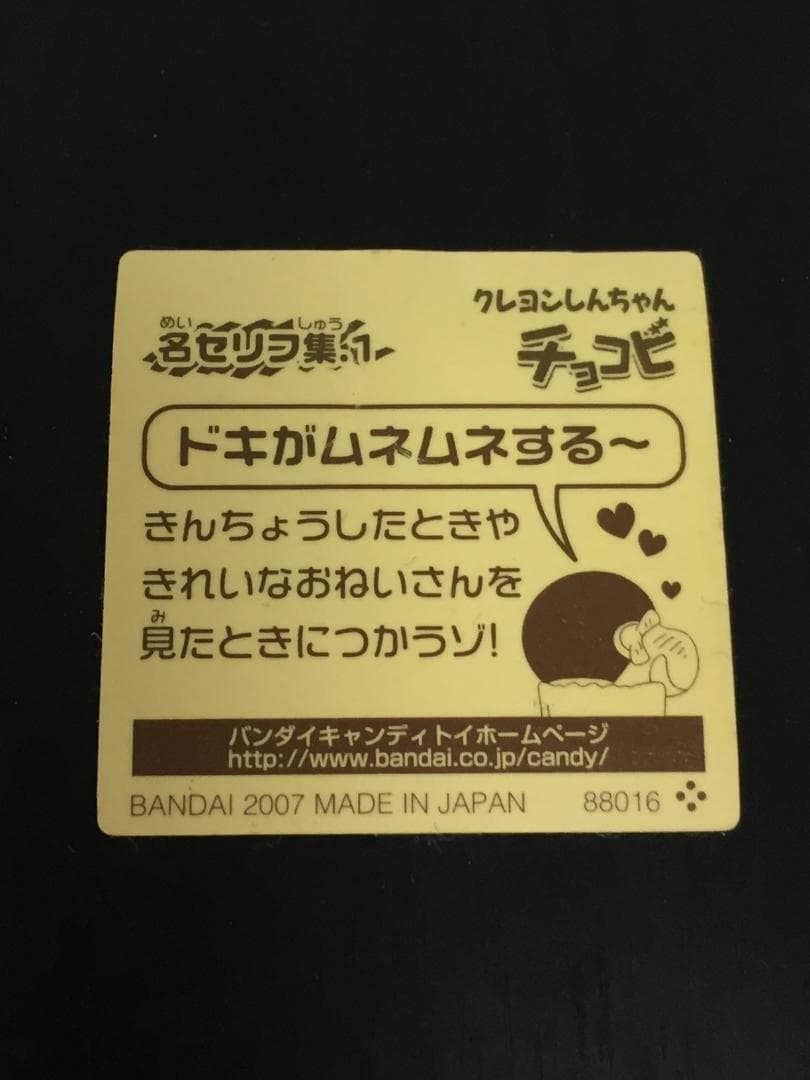 めい しゅう
名セリフ集:1
クレヨンしんちゃん
チョコビ
ドキがムネムネする～
きんちょうしたときや
きれいなおねいさんを
み
見たときにつかうゾ!
バンダイキャンディトイホームページ
http://www.bandai.co.jp/candy/
BANDAI 2007 MADE IN JAPAN 88016